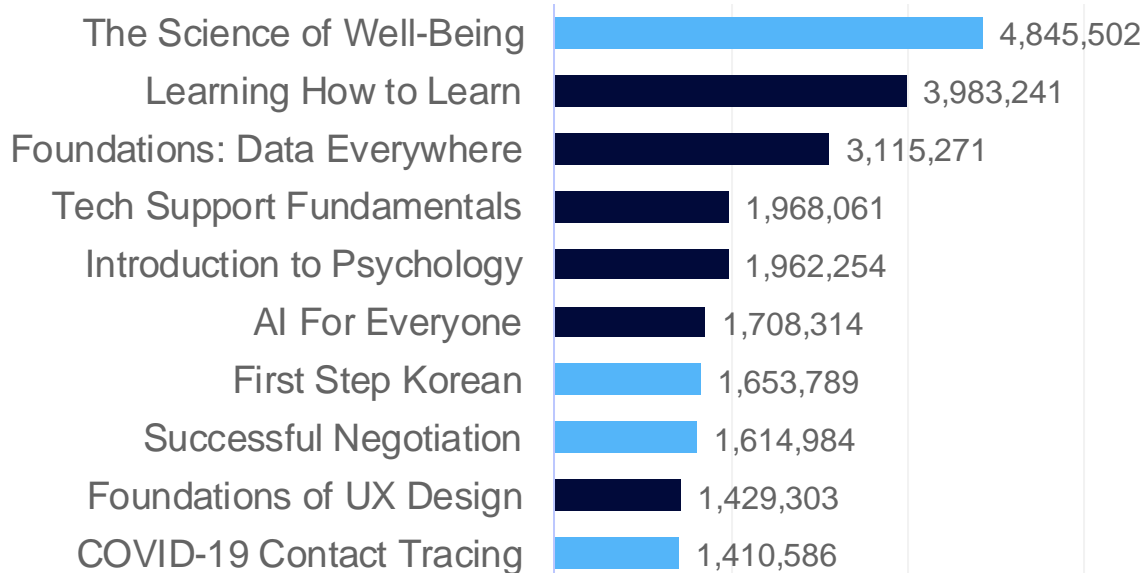 The Science of Well-Being 4,845,502
Learning How to Learn 3,983,241
Foundations: Data Everywhere 3,115,271
Tech Support Fundamentals 1,968,061
Introduction to Psychology 1,962,254
AI For Everyone 1,708,314
First Step Korean 1,653,789
Successful Negotiation 1,614,984
Foundations of UX Design 1,429,303
COVID-19 Contact Tracing 1,410,586